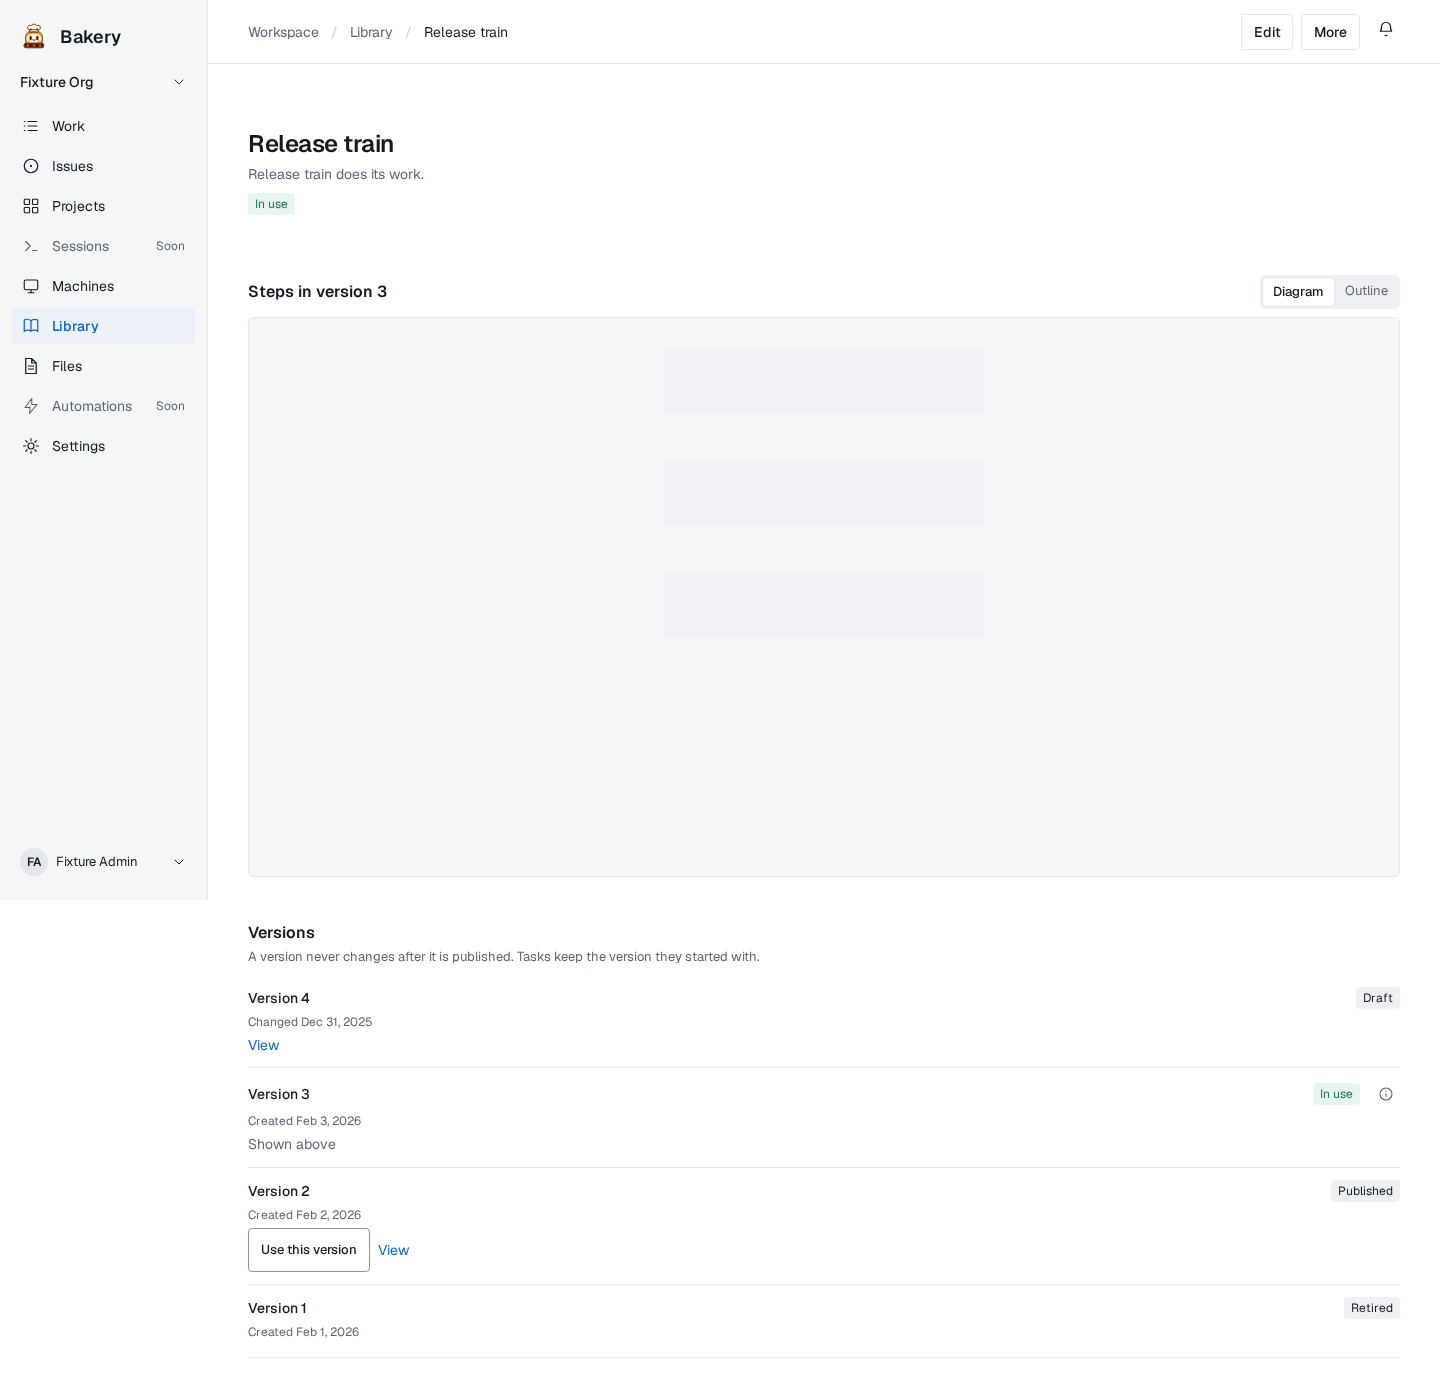 Bakery
Fixture Org
Work
Issues
Projects
Sessions Soon
Machines
Library
Files
Automations Soon
Settings
FA Fixture Admin
Workspace / Library / Release train
Edit More
Release train
Release train does its work.
In use
Steps in version 3
Diagram Outline
Versions
A version never changes after it is published. Tasks keep the version they started with.
Version 4 Draft
Changed Dec 31, 2025
View
Version 3 In use
Created Feb 3, 2026
Shown above
Version 2 Published
Created Feb 2, 2026
Use this version View
Version 1 Retired
Created Feb 1, 2026